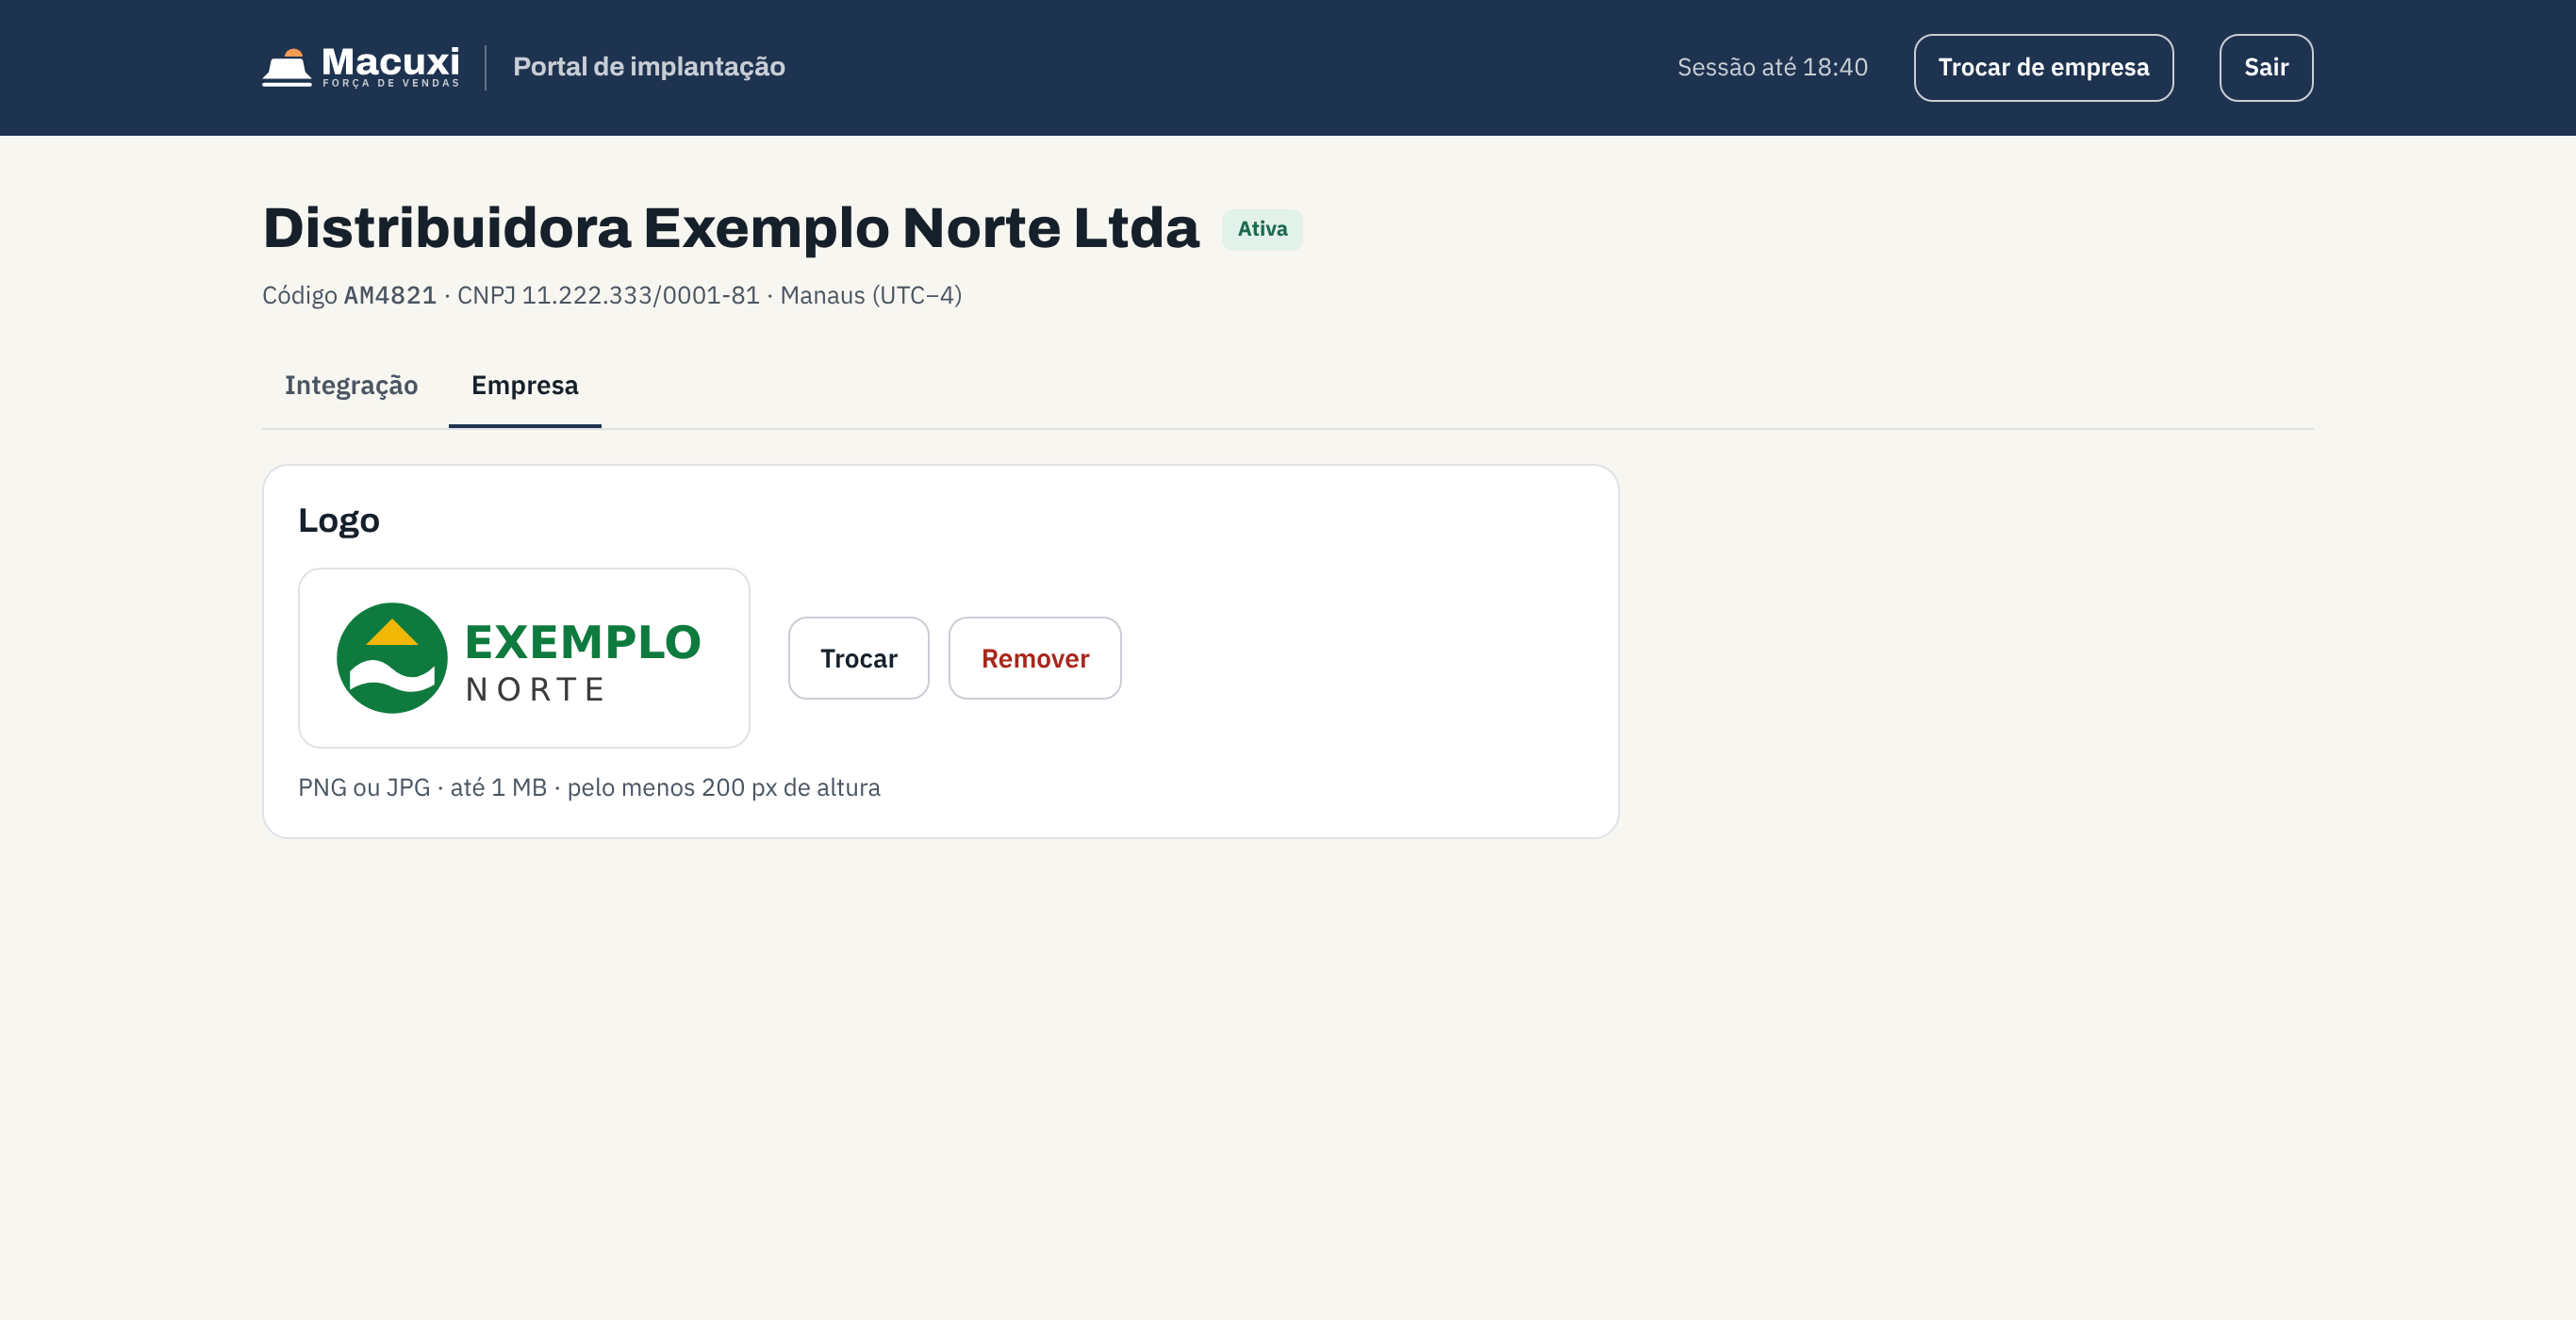 Macuxi
FORÇA DE VENDAS
Portal de implantação
Sessão até 18:40
Trocar de empresa
Sair
Distribuidora Exemplo Norte Ltda
Ativa
Código AM4821 · CNPJ 11.222.333/0001-81 · Manaus (UTC−4)
Integração
Empresa
Logo
EXEMPLO
NORTE
Trocar
Remover
PNG ou JPG · até 1 MB · pelo menos 200 px de altura